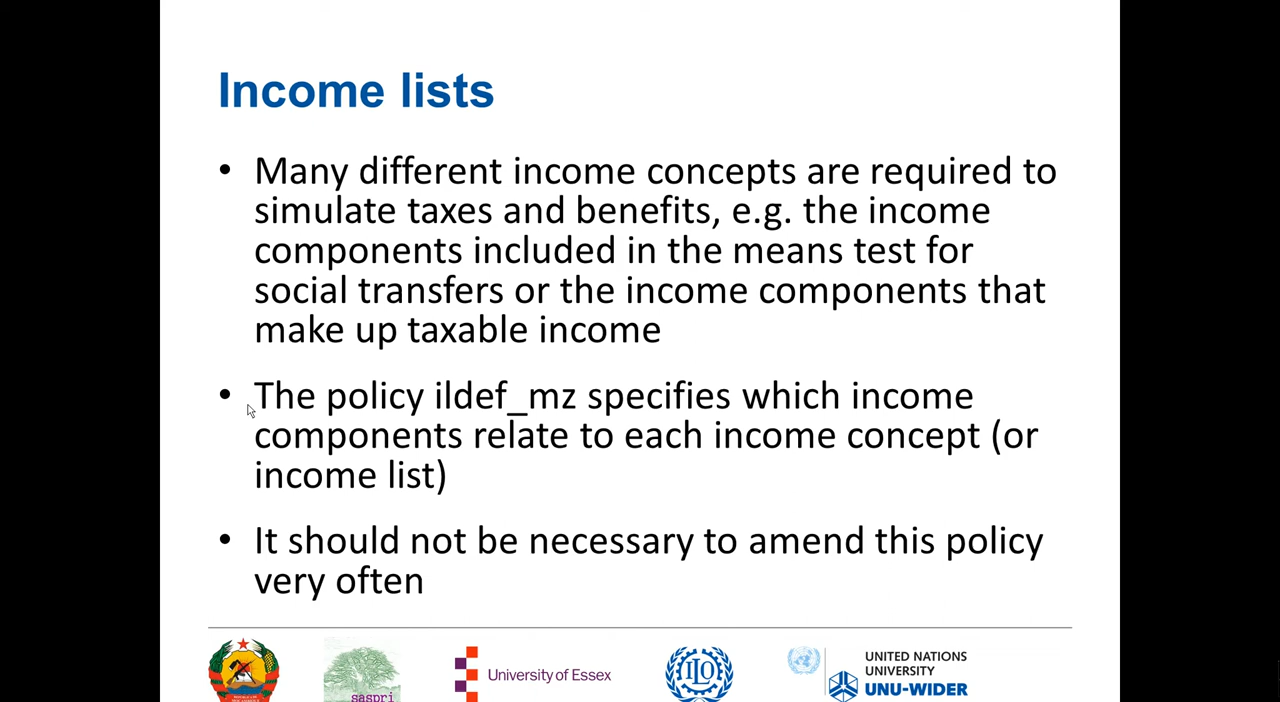 Income lists
• Many different income concepts are required to
simulate taxes and benefits, e.g. the income
components included in the means test for
social transfers or the income components that
make up taxable income
• The policy ildef_mz specifies which income
components relate to each income concept (or
income list)
• It should not be necessary to amend this policy
very often
saspri
University of Essex
ILO
UNITED NATIONS
UNIVERSITY
UNU-WIDER